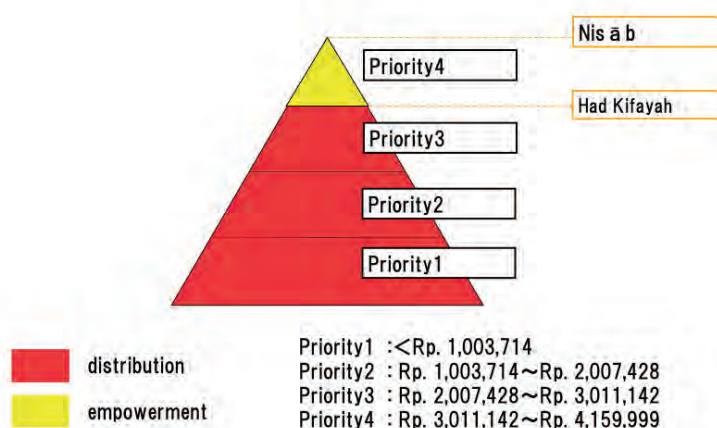 Nisāb
Priority4
Had Kifayah
Priority3
Priority2
Priority1
distribution
empowerment
Priority1 :<Rp. 1,003,714
Priority2 : Rp. 1,003,714～Rp. 2,007,428
Priority3 : Rp. 2,007,428～Rp. 3,011,142
Priority4 : Rp. 3,011,142～Rp. 4,159,999